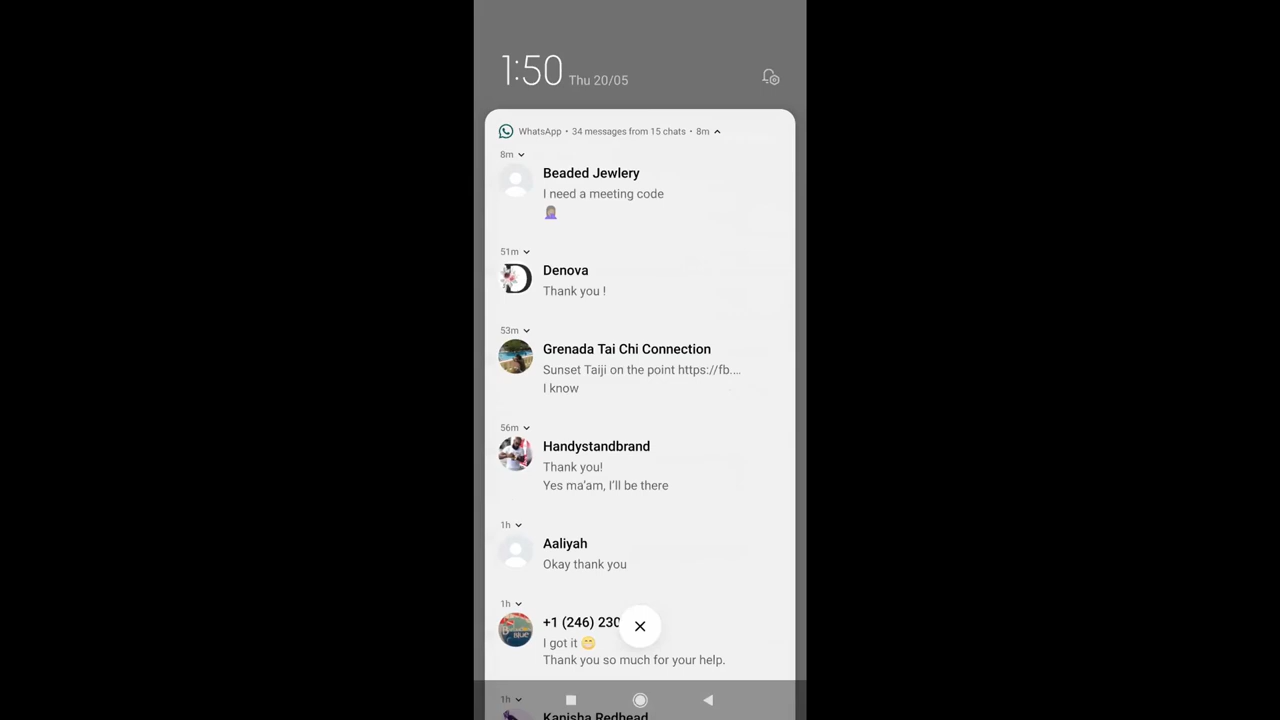 1:50 Thu 20/05
WhatsApp • 34 messages from 15 chats • 8m
8m
Beaded Jewlery
I need a meeting code
🤦🏽‍♀️
51m
D
Denova
Thank you !
53m
Grenada Tai Chi Connection
Sunset Taiji on the point https://fb.…
I know
56m
Handystandbrand
Thank you!
Yes ma’am, I’ll be there
1h
Aaliyah
Okay thank you
1h
+1 (246) 230
Blue
I got it 😁
Thank you so much for your help.
1h
Kanisha Redhead